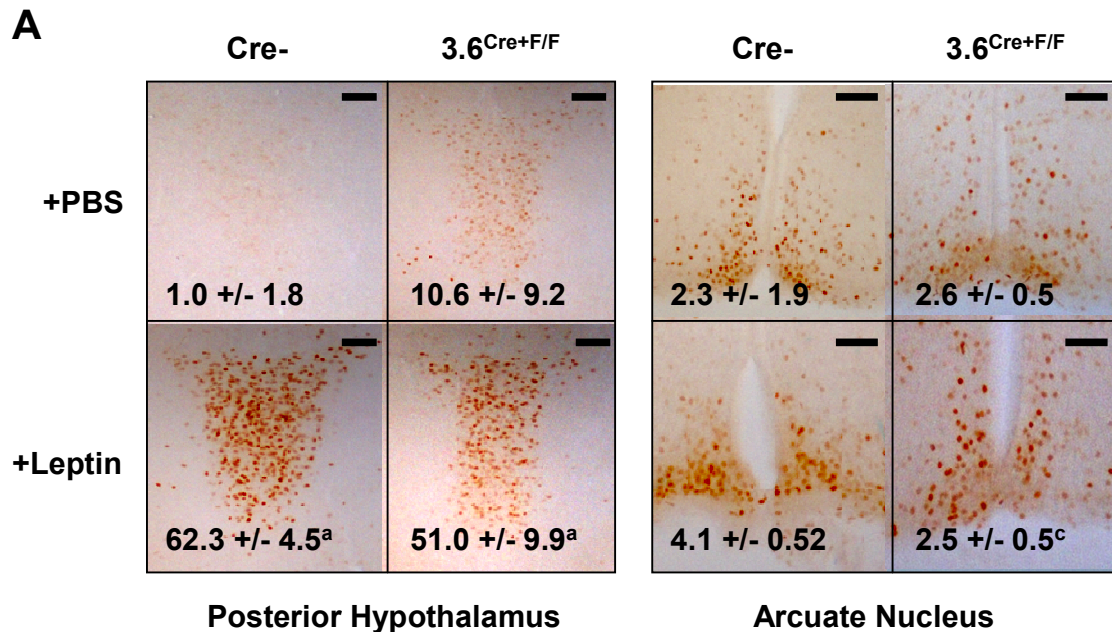 A
Cre- 3.6Cre+F/F Cre- 3.6Cre+F/F
+PBS
1.0 +/- 1.8 10.6 +/- 9.2 2.3 +/- 1.9 2.6 +/- 0.5
+Leptin
62.3 +/- 4.5a 51.0 +/- 9.9a 4.1 +/- 0.52 2.5 +/- 0.5c
Posterior Hypothalamus Arcuate Nucleus